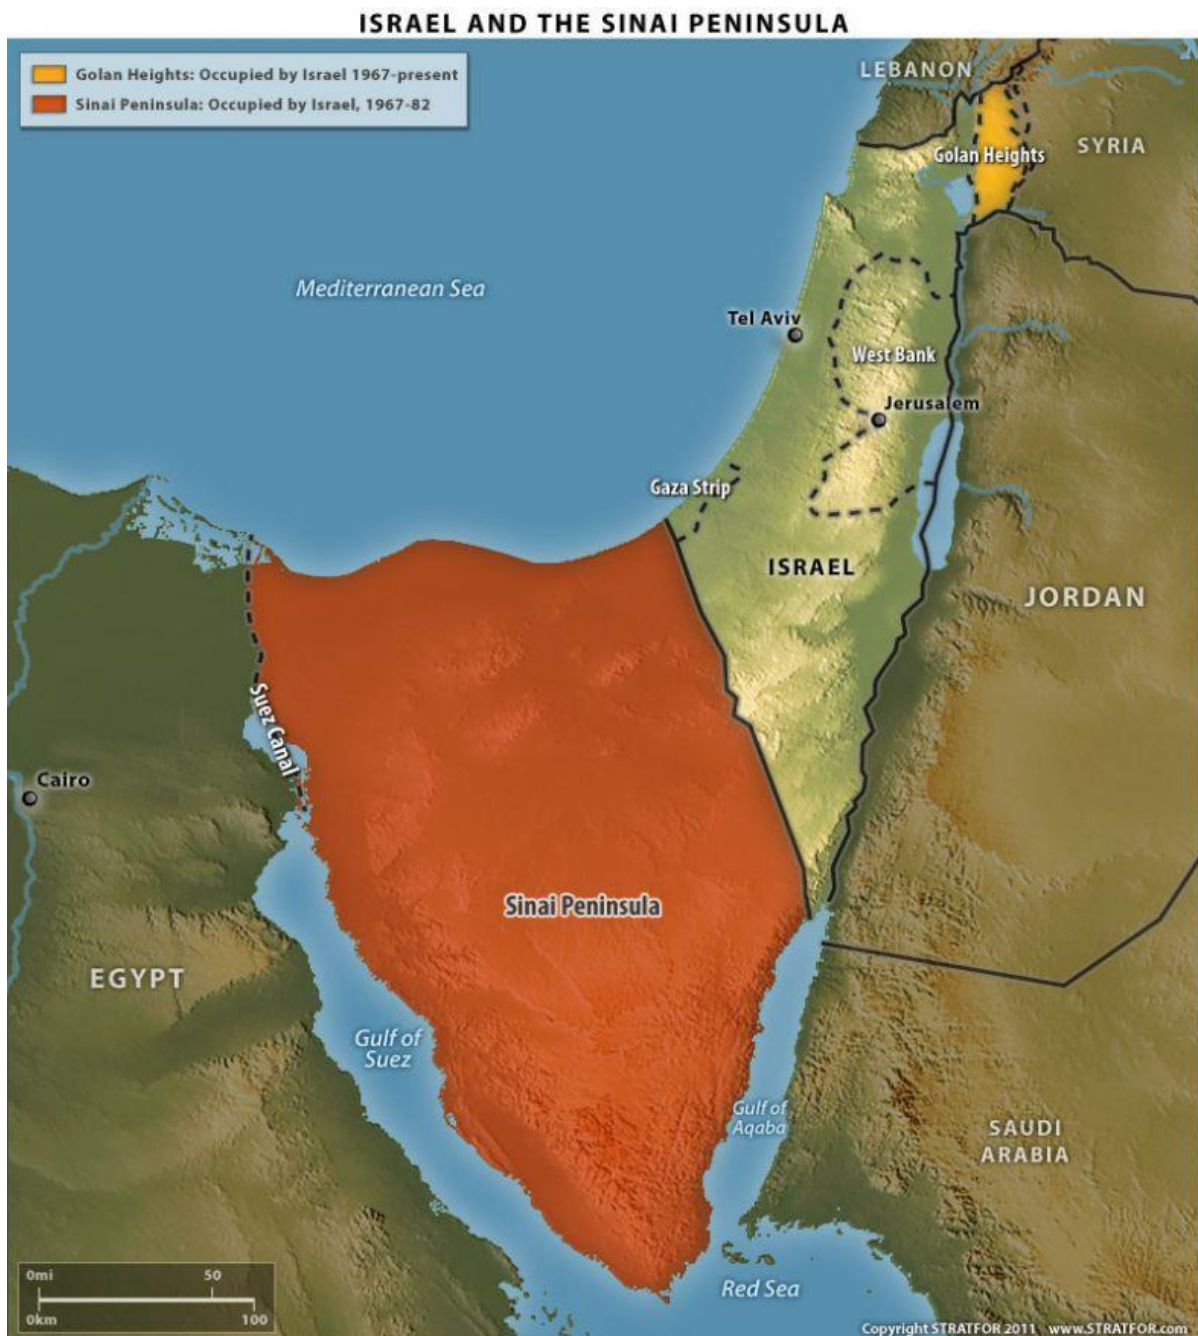 ISRAEL AND THE SINAI PENINSULA
Golan Heights: Occupied by Israel 1967-present
Sinai Peninsula: Occupied by Israel, 1967-82
LEBANON
SYRIA
Golan Heights
Mediterranean Sea
Tel Aviv
West Bank
Jerusalem
Gaza Strip
ISRAEL
JORDAN
Suez Canal
Cairo
Sinai Peninsula
EGYPT
Gulf of
Suez
Gulf of
Aqaba
SAUDI
ARABIA
Red Sea
0mi 50
0km 100
Copyright STRATFOR 2011 www.STRATFOR.com